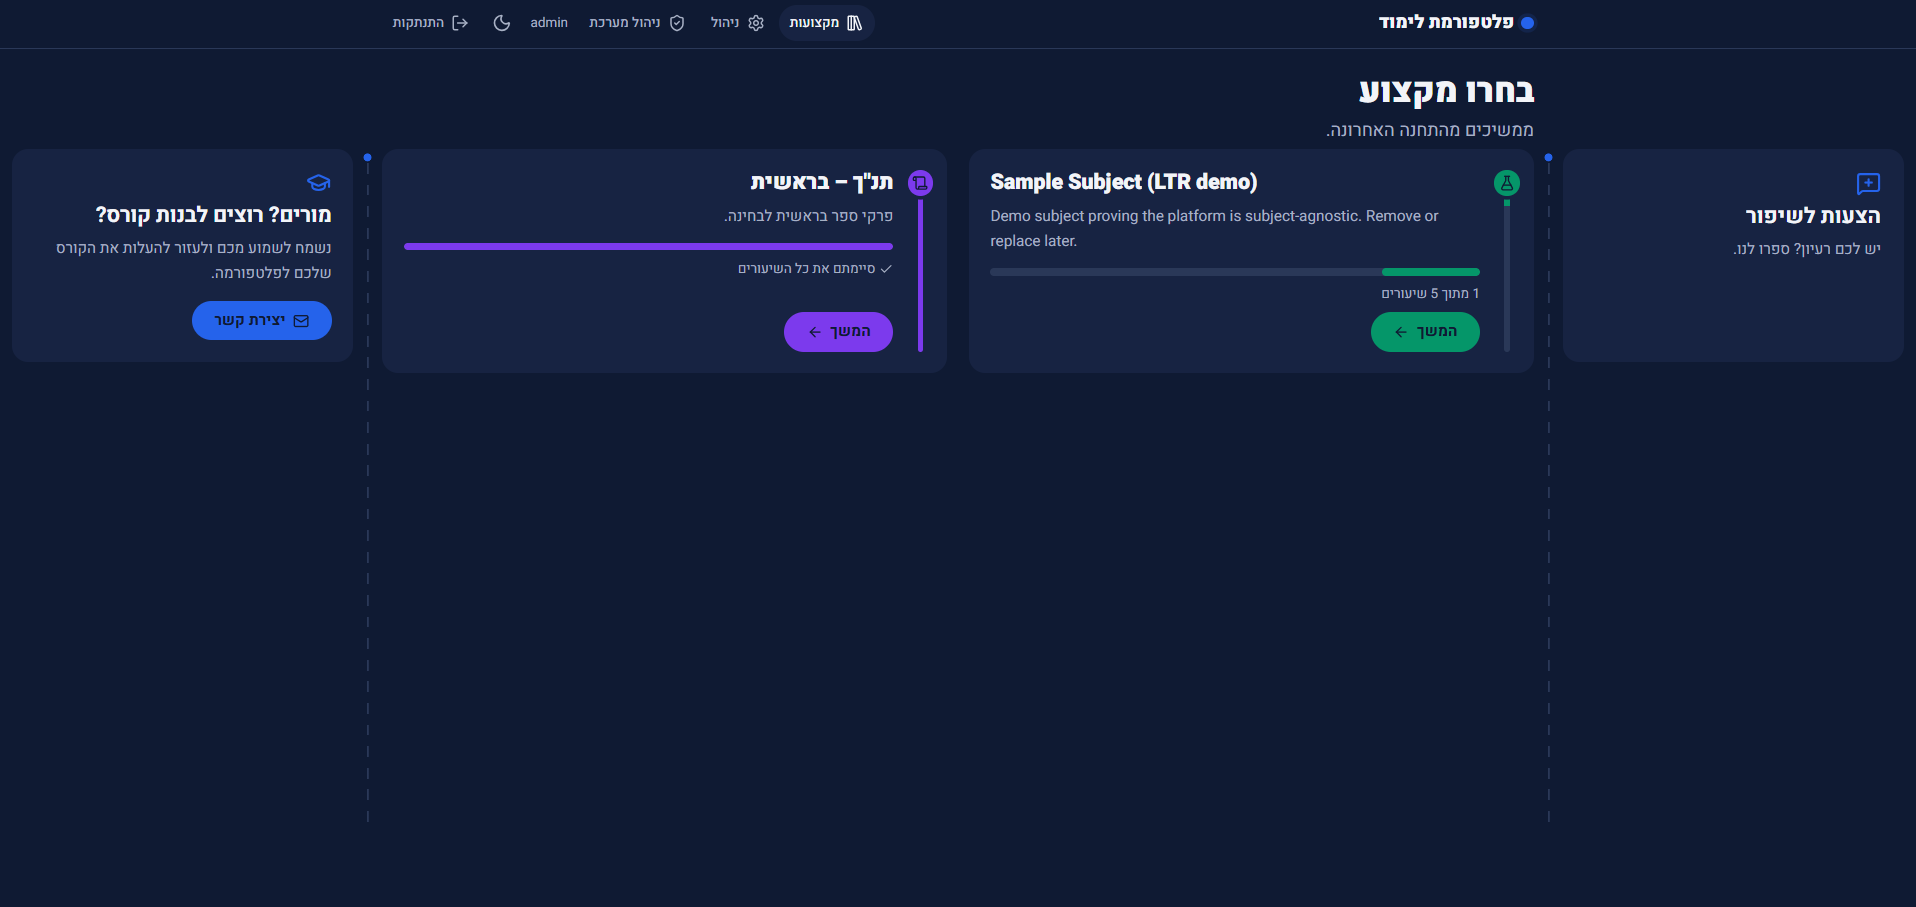 פלטפורמת לימוד
מקצועות
ניהול
ניהול מערכת
admin
התנתקות
בחרו מקצוע
ממשיכים מהתחנה האחרונה.
הצעות לשיפור
יש לכם רעיון? ספרו לנו.
Sample Subject (LTR demo)
Demo subject proving the platform is subject-agnostic. Remove or
replace later.
1 מתוך 5 שיעורים
המשך
תנ"ך – בראשית
פרקי ספר בראשית לבחינה.
סיימתם את כל השיעורים
המשך
מורים? רוצים לבנות קורס?
נשמח לשמוע מכם ולעזור להעלות את הקורס
שלכם לפלטפורמה.
יצירת קשר